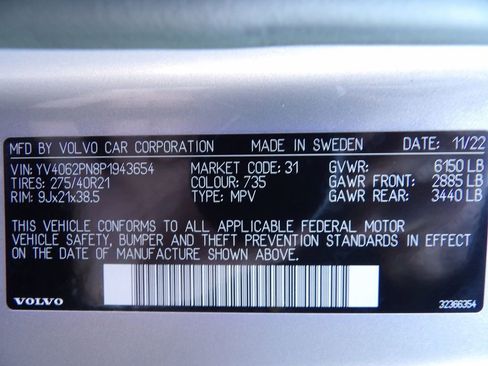 MFD BY VOLVO CAR CORPORATION MADE IN SWEDEN DATE: 11/22
VIN: YV4062PN8P1943654 MARKET CODE: 31 GVWR: 6150 LB
TIRES: 275/40R21 COLOUR: 735 GAWR FRONT: 2885 LB
RIM: 9Jx21x38.5 TYPE: MPV GAWR REAR: 3440 LB
THIS VEHICLE CONFORMS TO ALL APPLICABLE FEDERAL MOTOR
VEHICLE SAFETY, BUMPER AND THEFT PREVENTION STANDARDS IN EFFECT
ON THE DATE OF MANUFACTURE SHOWN ABOVE.
VOLVO 32366354